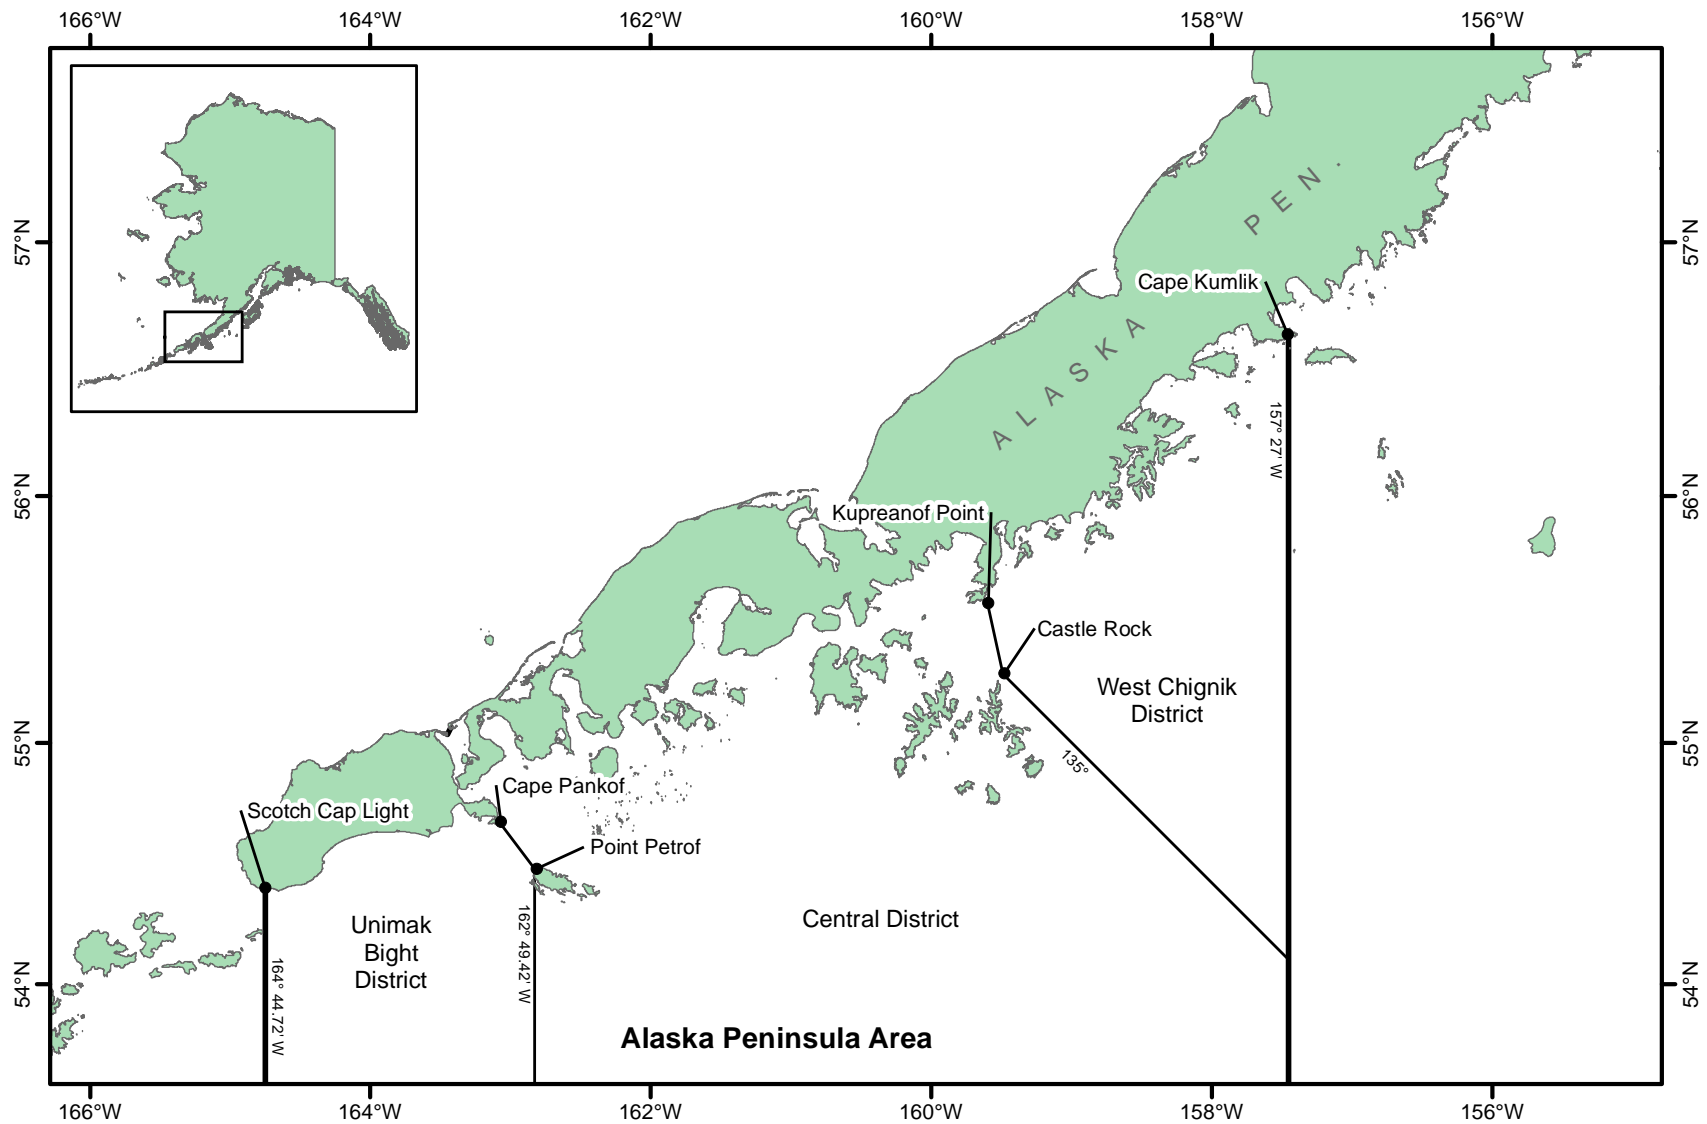 166°W 164°W 162°W 160°W 158°W 156°W
57°N
57°N
PEN.
Cape Kumlik
ALASKA
157° 27' W
56°N
56°N
Kupreanof Point
Castle Rock
West Chignik
District
55°N
55°N
135°
Cape Pankof
Scotch Cap Light
Point Petrof
162° 49.42' W
Unimak
Bight
District
Central District
164° 44.72' W
54°N
54°N
Alaska Peninsula Area
166°W 164°W 162°W 160°W 158°W 156°W